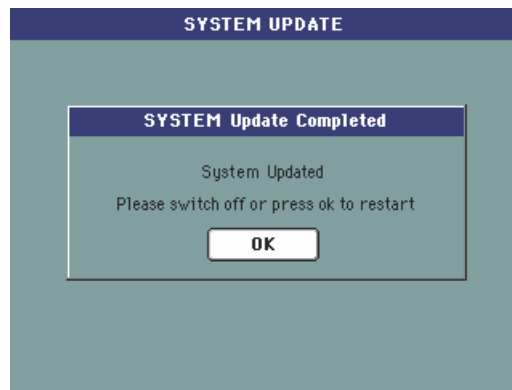 SYSTEM UPDATE
SYSTEM Update Completed
System Updated
Please switch off or press ok to restart
OK